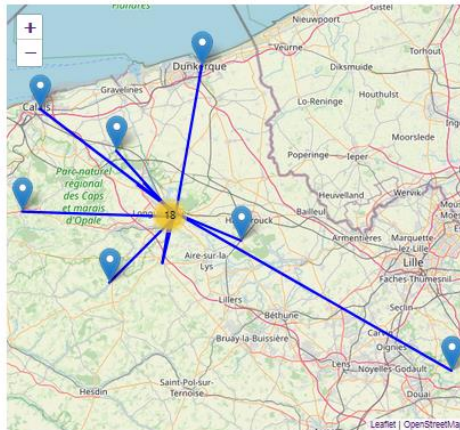 Flandres
Gistel
Nieuwpoort
+
−
Dunkerque
Veurne
Diksmuide
Torhout
Gravelines
Calais
Lo-Reninge
Houthulst
Moorslede
Poperinge
Ieper
Parc naturel
régional
des Caps
et marais
d'Opale
Heuvelland
Wervik
18
Bailleul
Armentières
Marquette-
lez-Lille
Lille
Aire-sur-la-
Lys
Faches-Thumesnil
Lillers
Seclin
Béthune
Bruay-la-Buissière
Lens
Noyelles-Godault
Douai
Hesdin
Saint-Pol-sur-
Ternoise
Leaflet | OpenStreetMa